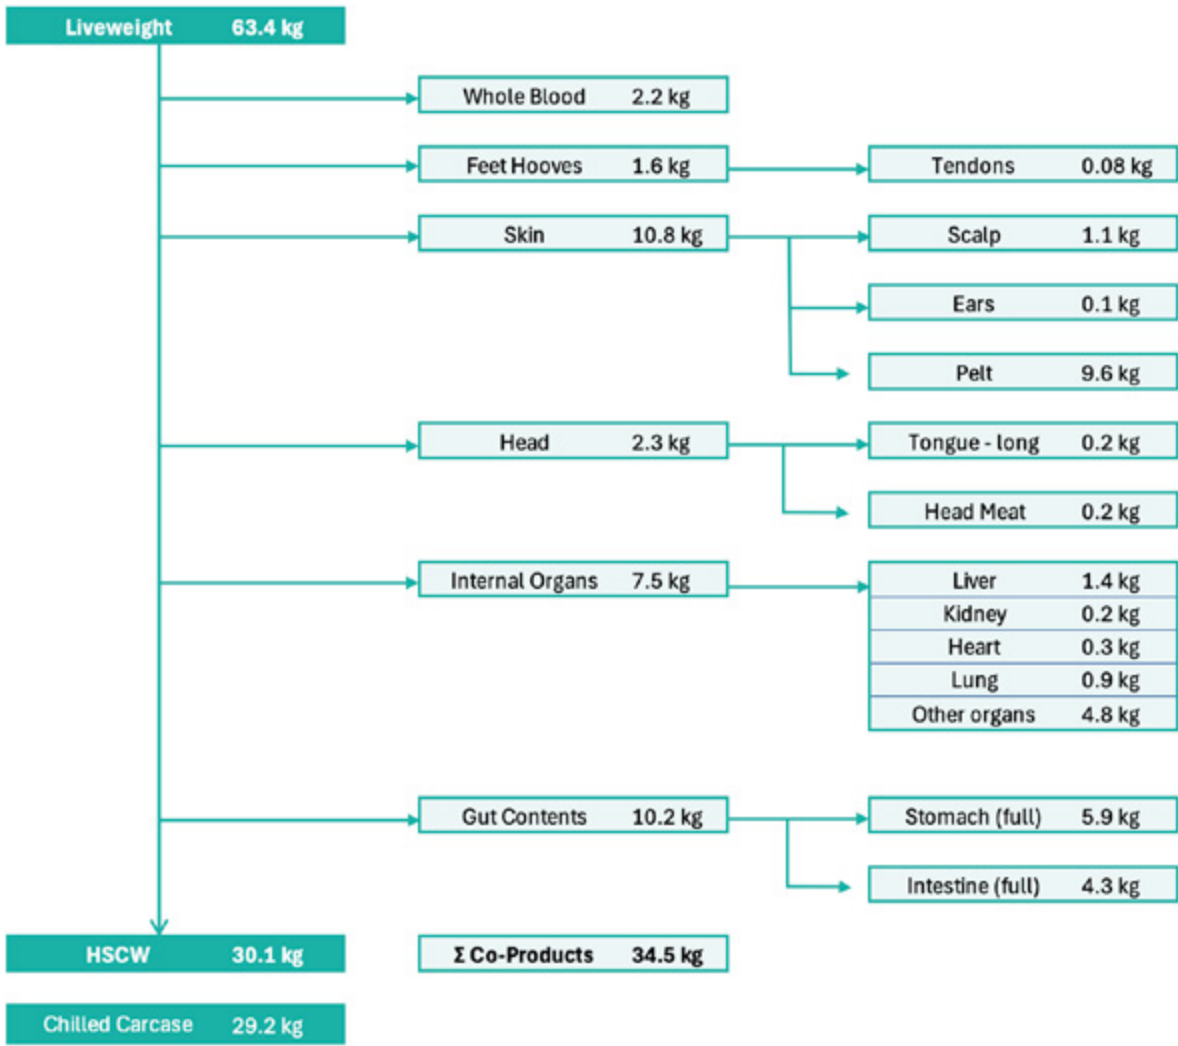 Liveweight 63.4 kg
Whole Blood 2.2 kg
Feet Hooves 1.6 kg
Tendons 0.08 kg
Skin 10.8 kg
Scalp 1.1 kg
Ears 0.1 kg
Pelt 9.6 kg
Head 2.3 kg
Tongue - long 0.2 kg
Head Meat 0.2 kg
Internal Organs 7.5 kg
Liver 1.4 kg
Kidney 0.2 kg
Heart 0.3 kg
Lung 0.9 kg
Other organs 4.8 kg
Gut Contents 10.2 kg
Stomach (full) 5.9 kg
Intestine (full) 4.3 kg
HSCW 30.1 kg
Σ Co-Products 34.5 kg
Chilled Carcase 29.2 kg